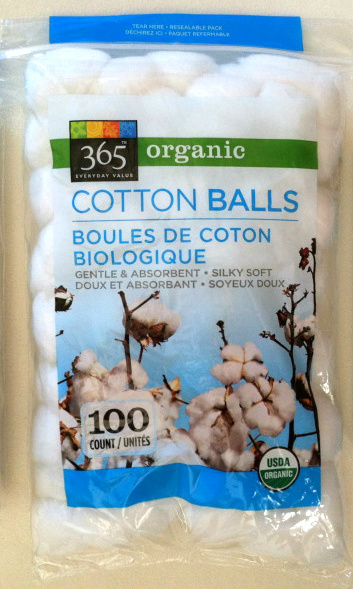 TEAR HERE • RESEALABLE PACK
DÉCHIREZ ICI • PAQUET REFERMABLE
365™
EVERYDAY VALUE
organic
COTTON BALLS
BOULES DE COTON
BIOLOGIQUE
GENTLE & ABSORBENT • SILKY SOFT
DOUX ET ABSORBANT • SOYEUX DOUX
100
COUNT / UNITÉS
USDA
ORGANIC